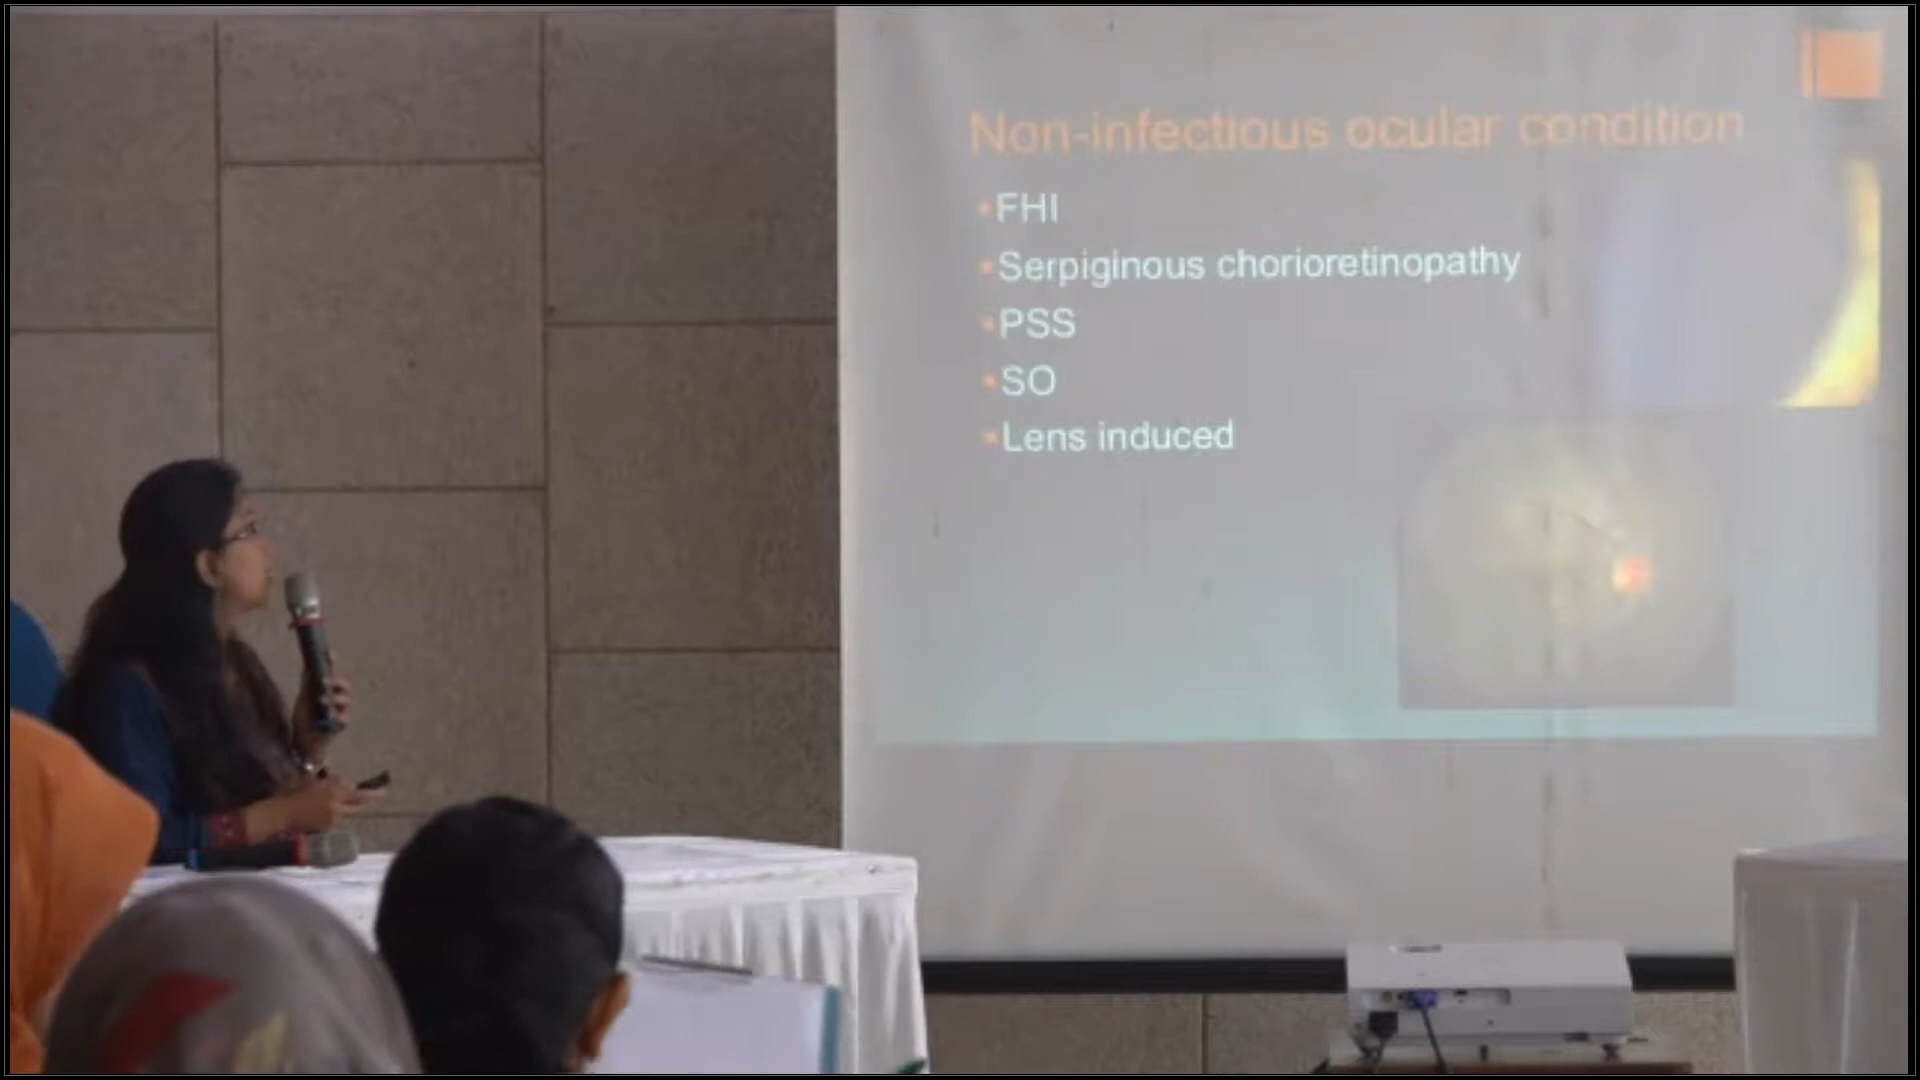 Non-infectious ocular condition
▪FHI
▪Serpiginous chorioretinopathy
▪PSS
▪SO
▪Lens induced